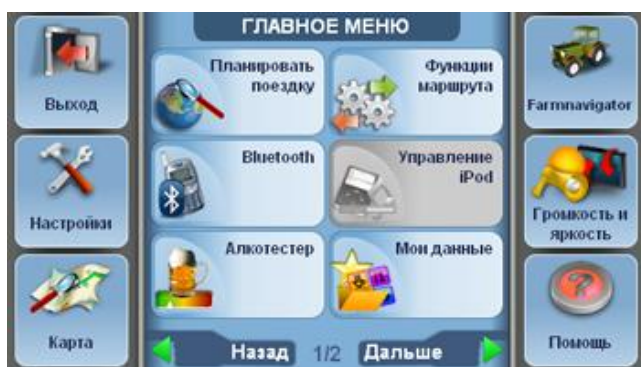 ГЛАВНОЕ МЕНЮ
Выход
Планировать
поездку
Функции
маршрута
Farmnavigator
Настройки
Bluetooth
Управление
iPod
Громкость и
яркость
Карта
Алкотестер
Мои данные
Помощь
Назад 1/2 Дальше